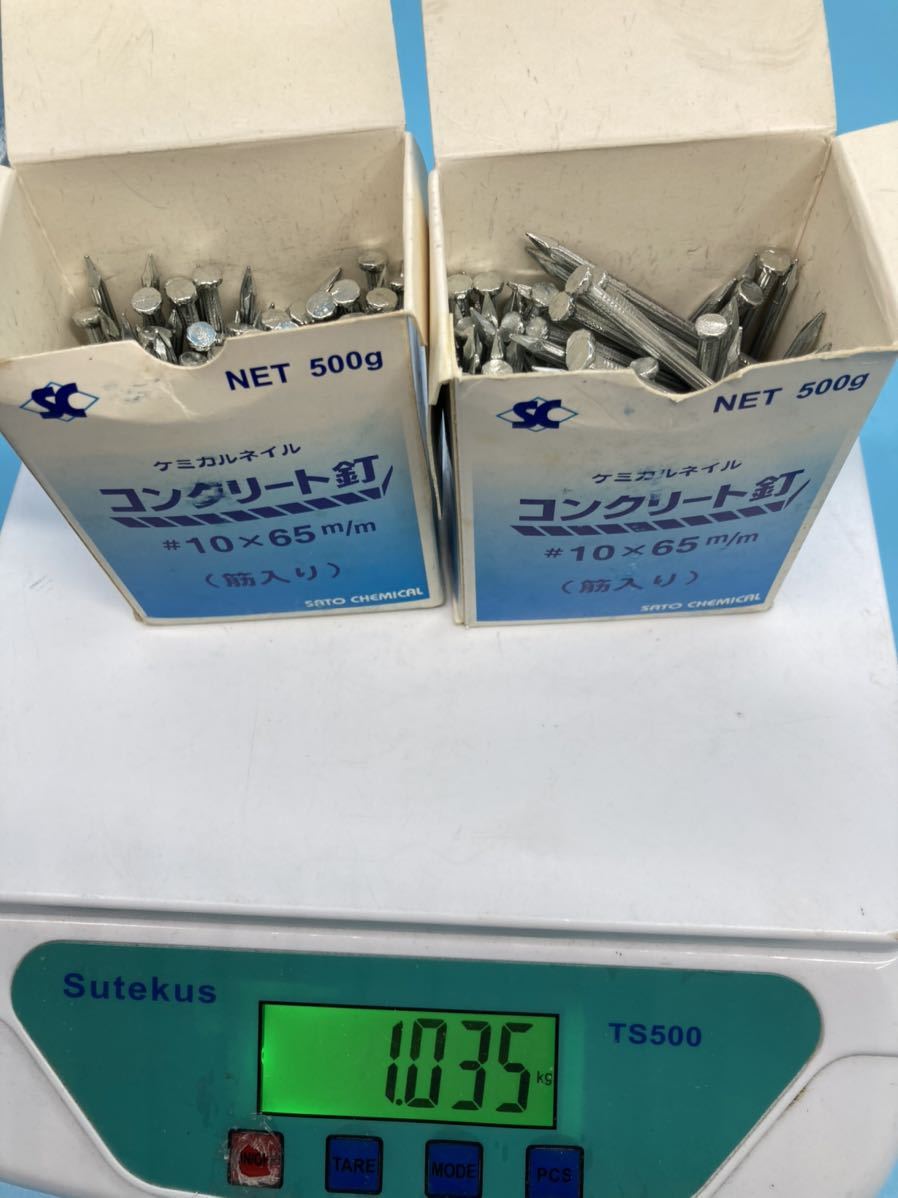 SC
NET 500g
ケミカルネイル
コンクリート釘
#10×65m/m
(筋入り)
SATO CHEMICAL
SC
NET 500g
ケミカルネイル
コンクリート釘
#10×65m/m
(筋入り)
SATO CHEMICAL
Sutekus
TS500
1.035 kg
TARE
MODE
PCS